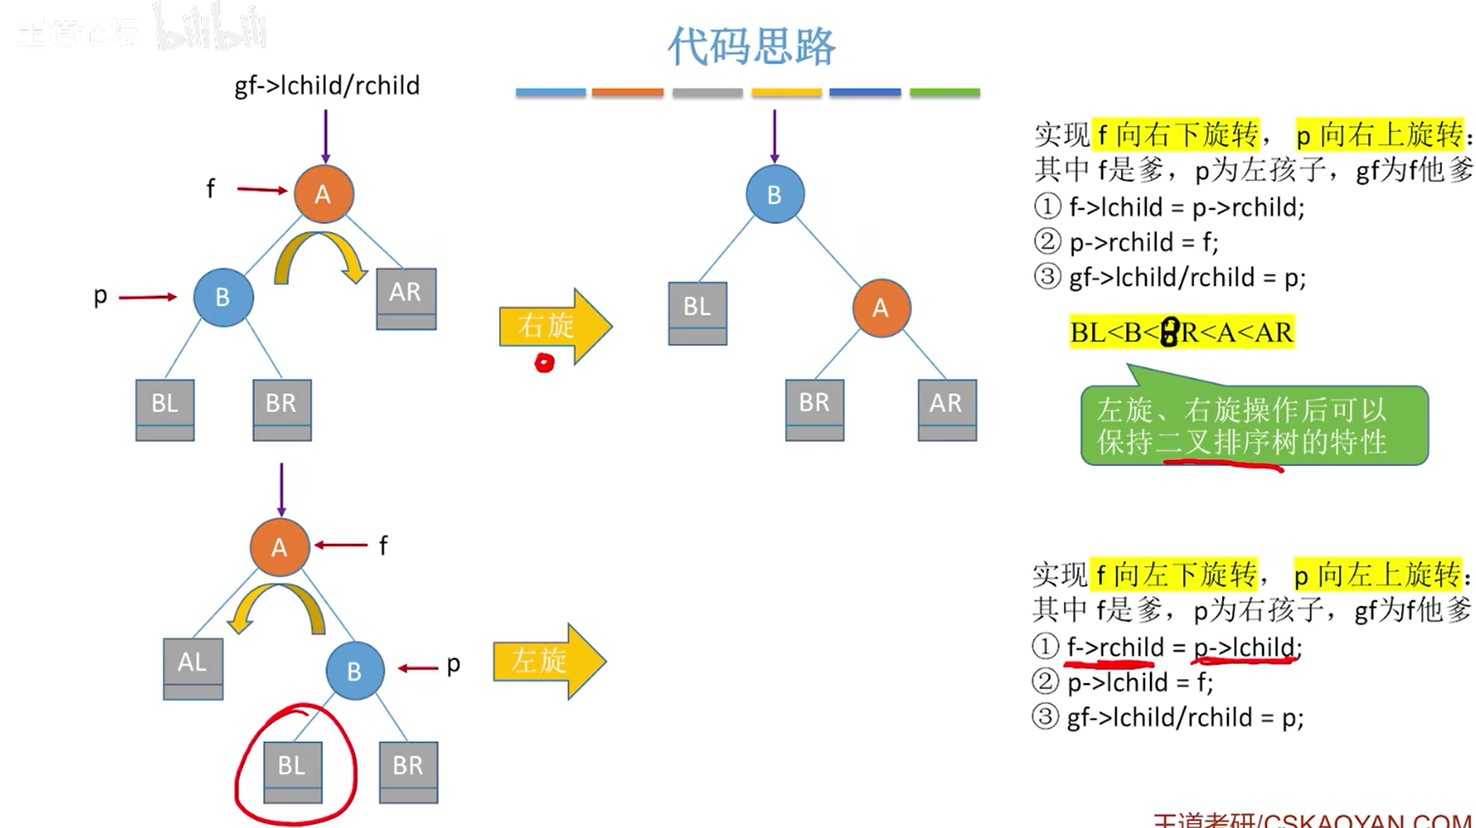 王道论坛 bilibili
代码思路
gf->lchild/rchild
f
A
p
B
AR
BL
BR
右旋
B
BL
A
BR
AR
实现 f 向右下旋转， p 向右上旋转：
其中 f是爹，p为左孩子，gf为f他爹
① f->lchild = p->rchild;
② p->rchild = f;
③ gf->lchild/rchild = p;
BL<B<BR<A<AR
左旋、右旋操作后可以
保持二叉排序树的特性
A
f
AL
B
p
BL
BR
左旋
实现 f 向左下旋转， p 向左上旋转：
其中 f是爹，p为右孩子，gf为f他爹
① f->rchild = p->lchild;
② p->lchild = f;
③ gf->lchild/rchild = p;
王道考研/CSKAOYAN.COM